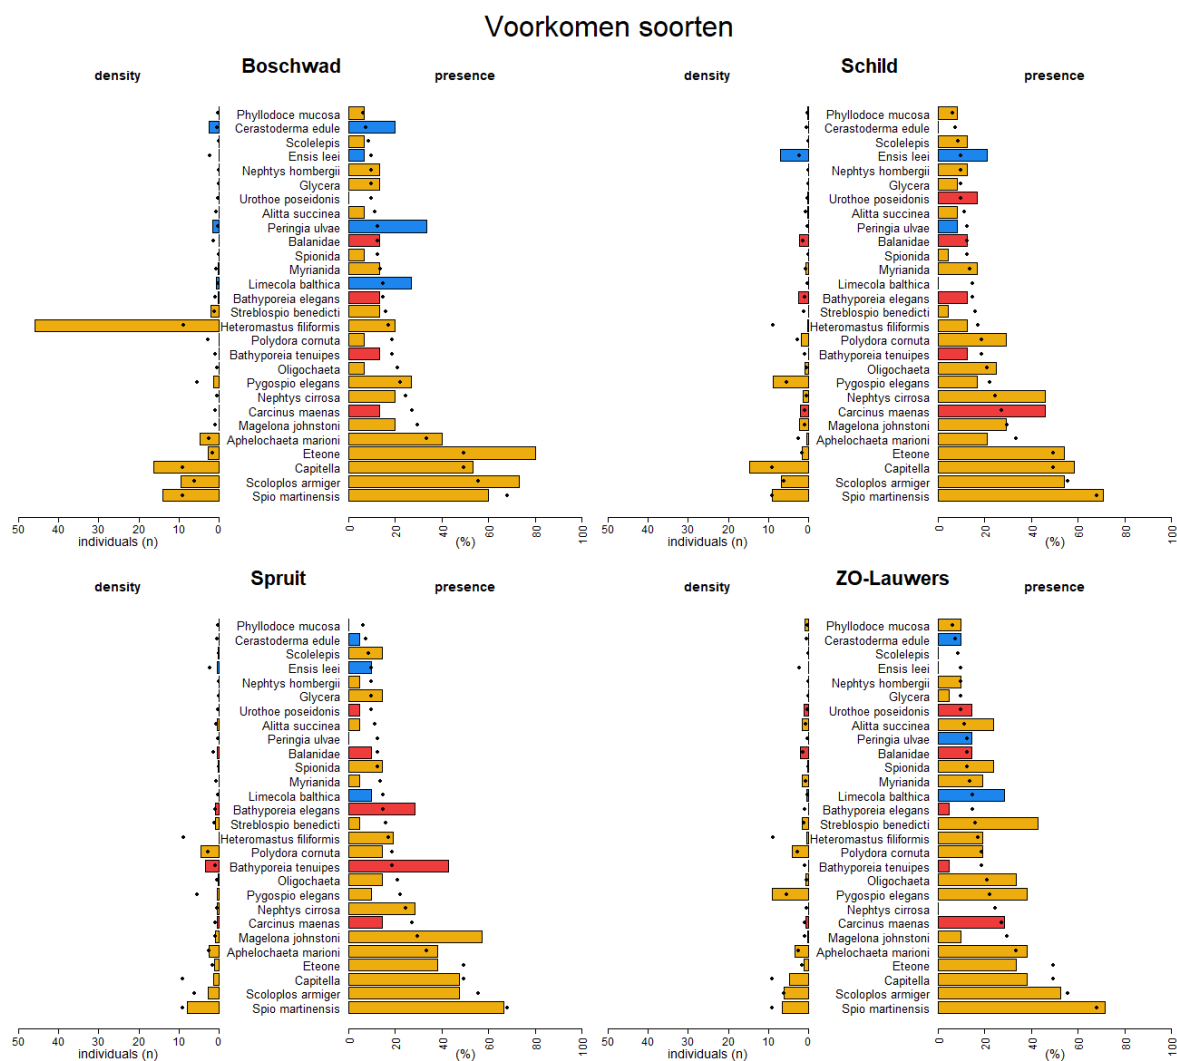 Voorkomen soorten
Boschwad
density
presence
Phyllodoce mucosa
Cerastoderma edule
Scolelepis
Ensis leei
Nephtys hombergii
Glycera
Urothoe poseidonis
Alitta succinea
Peringia ulvae
Balanidae
Spionida
Myrianida
Limecola balthica
Bathyporeia elegans
Streblospio benedicti
Heteromastus filiformis
Polydora cornuta
Bathyporeia tenuipes
Oligochaeta
Pygospio elegans
Nephtys cirrosa
Carcinus maenas
Magelona johnstoni
Aphelochaeta marioni
Eteone
Capitella
Scoloplos armiger
Spio martinensis
50 40 30 20 10 0
individuals (n)
0 20 40 60 80 100
(%)
Schild
density
presence
Phyllodoce mucosa
Cerastoderma edule
Scolelepis
Ensis leei
Nephtys hombergii
Glycera
Urothoe poseidonis
Alitta succinea
Peringia ulvae
Balanidae
Spionida
Myrianida
Limecola balthica
Bathyporeia elegans
Streblospio benedicti
Heteromastus filiformis
Polydora cornuta
Bathyporeia tenuipes
Oligochaeta
Pygospio elegans
Nephtys cirrosa
Carcinus maenas
Magelona johnstoni
Aphelochaeta marioni
Eteone
Capitella
Scoloplos armiger
Spio martinensis
50 40 30 20 10 0
individuals (n)
0 20 40 60 80 100
(%)
Spruit
density
presence
Phyllodoce mucosa
Cerastoderma edule
Scolelepis
Ensis leei
Nephtys hombergii
Glycera
Urothoe poseidonis
Alitta succinea
Peringia ulvae
Balanidae
Spionida
Myrianida
Limecola balthica
Bathyporeia elegans
Streblospio benedicti
Heteromastus filiformis
Polydora cornuta
Bathyporeia tenuipes
Oligochaeta
Pygospio elegans
Nephtys cirrosa
Carcinus maenas
Magelona johnstoni
Aphelochaeta marioni
Eteone
Capitella
Scoloplos armiger
Spio martinensis
50 40 30 20 10 0
individuals (n)
0 20 40 60 80 100
(%)
ZO-Lauwers
density
presence
Phyllodoce mucosa
Cerastoderma edule
Scolelepis
Ensis leei
Nephtys hombergii
Glycera
Urothoe poseidonis
Alitta succinea
Peringia ulvae
Balanidae
Spionida
Myrianida
Limecola balthica
Bathyporeia elegans
Streblospio benedicti
Heteromastus filiformis
Polydora cornuta
Bathyporeia tenuipes
Oligochaeta
Pygospio elegans
Nephtys cirrosa
Carcinus maenas
Magelona johnstoni
Aphelochaeta marioni
Eteone
Capitella
Scoloplos armiger
Spio martinensis
50 40 30 20 10 0
individuals (n)
0 20 40 60 80 100
(%)